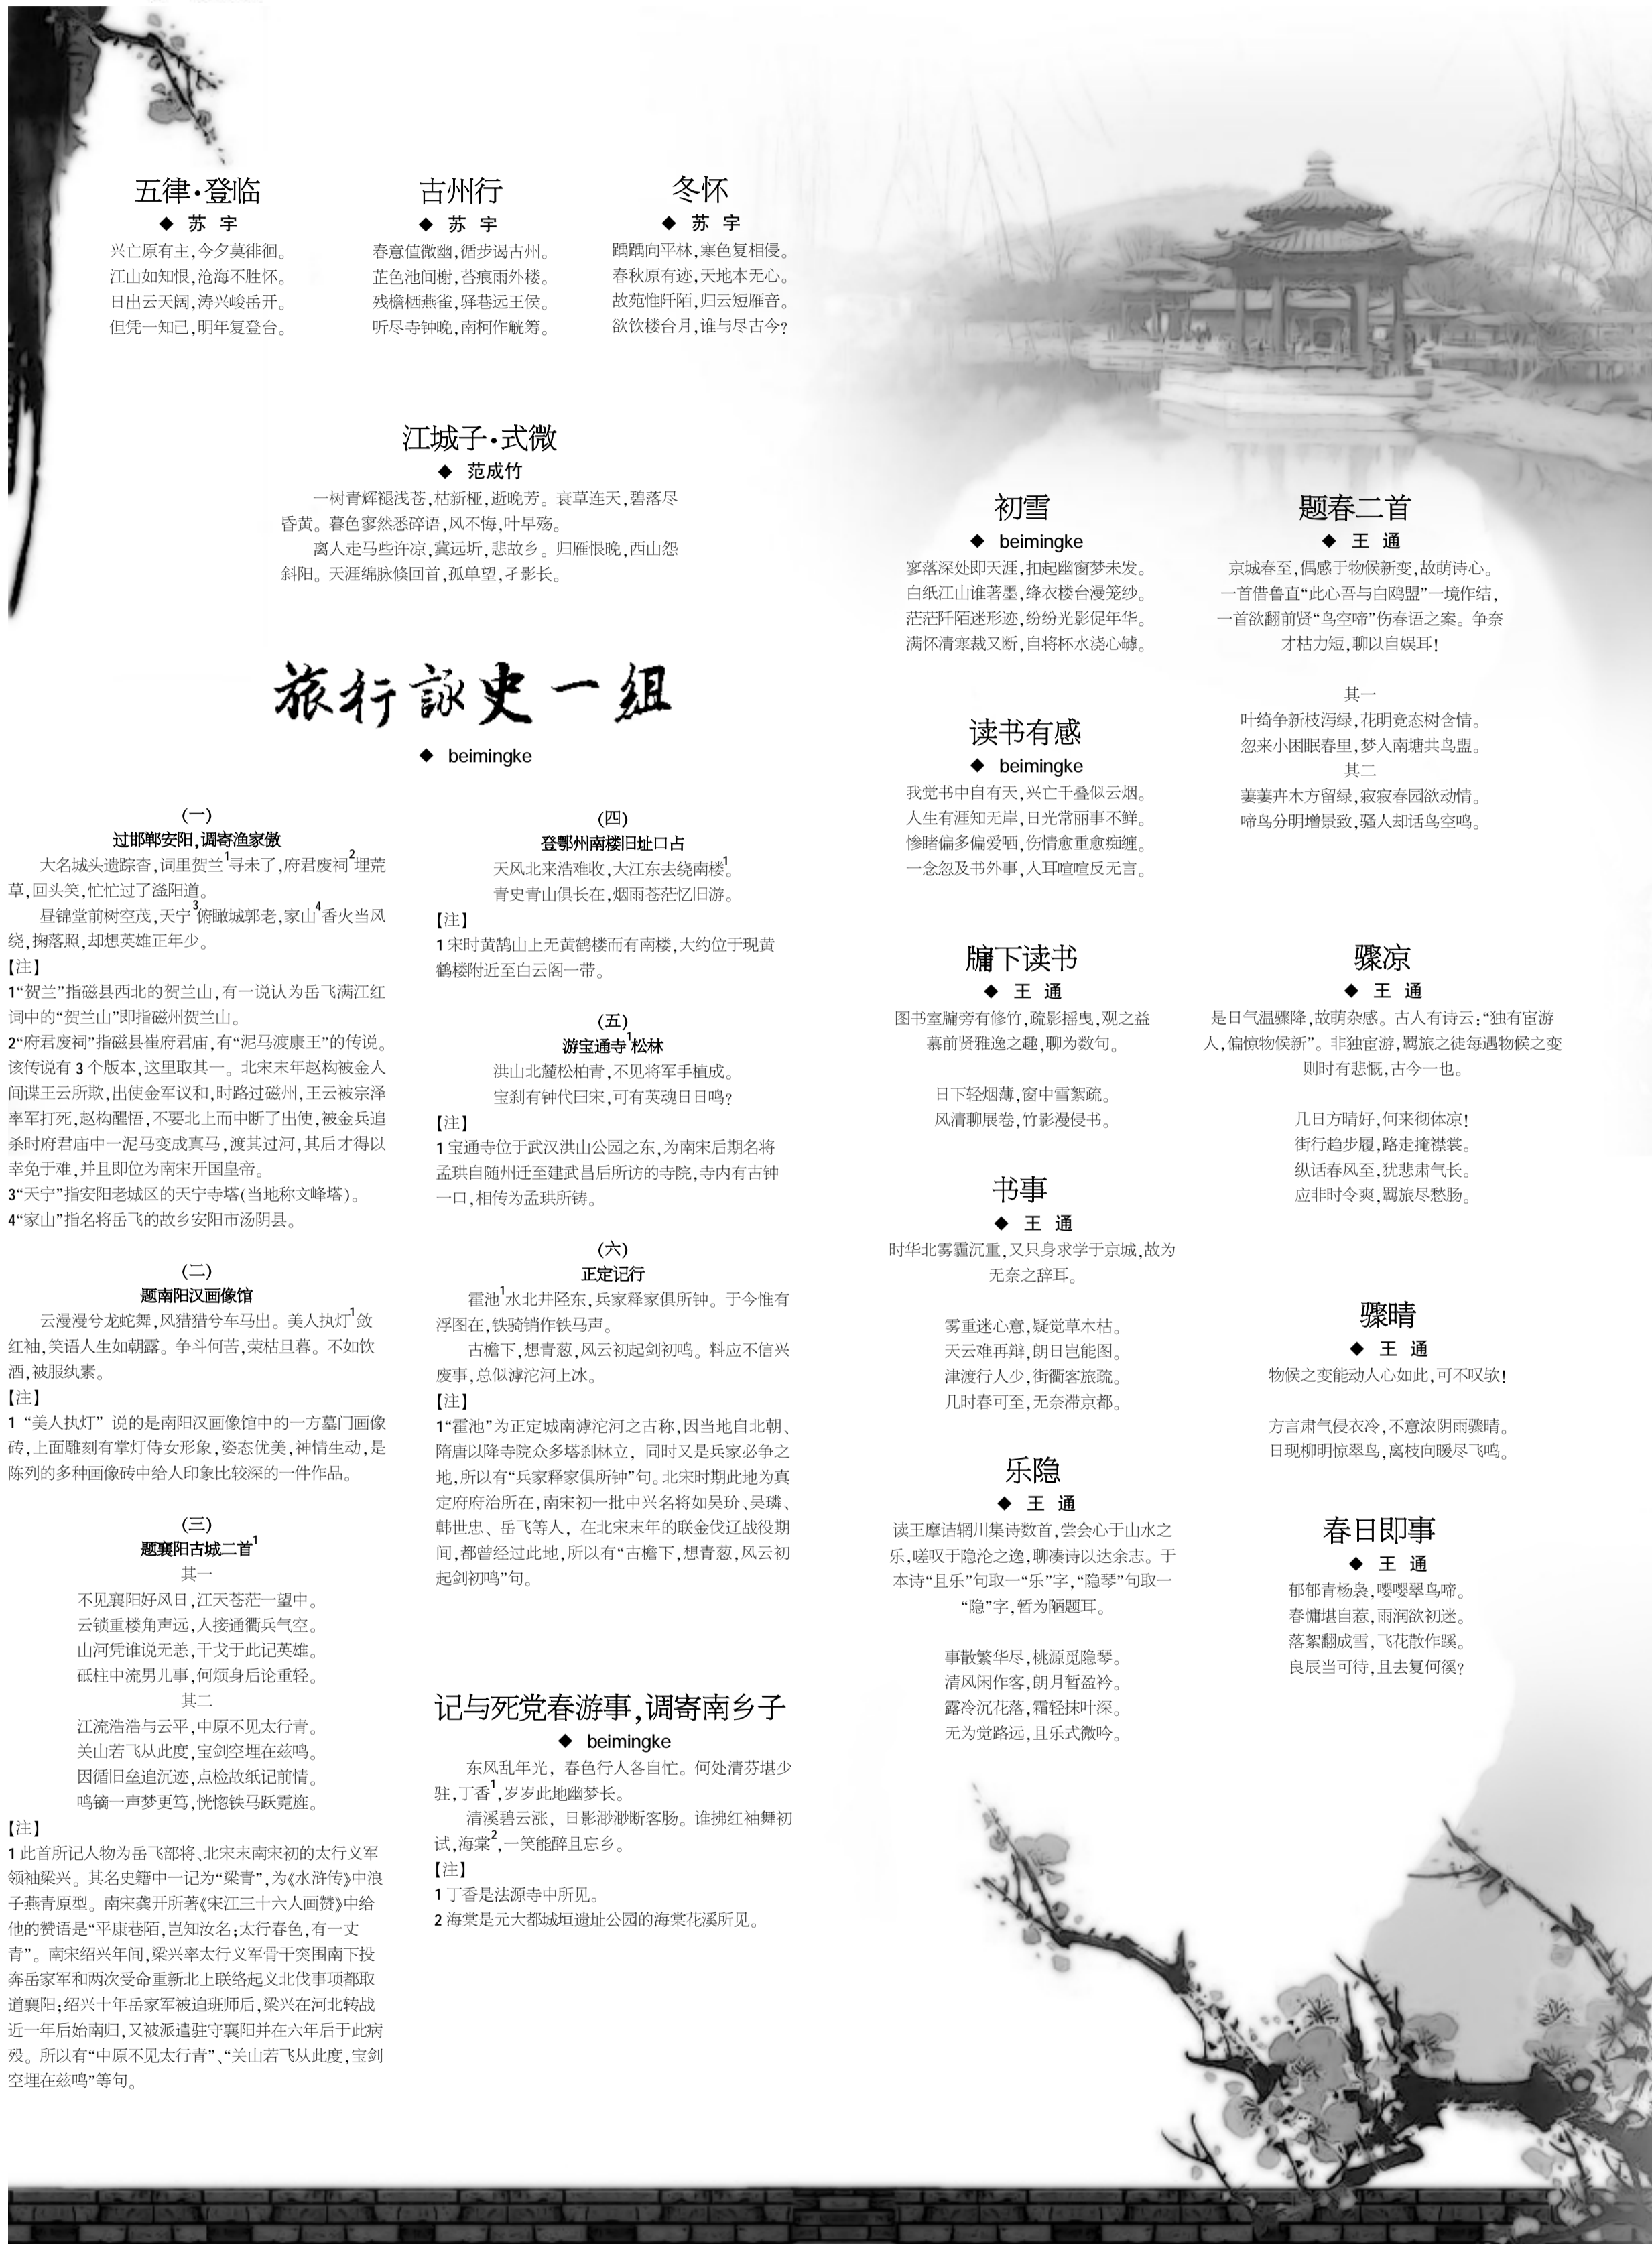 五律·登临
◆ 苏 宇
兴亡原有主,今夕莫徘徊。
江山如知恨,沧海不胜怀。
日出云天阔,涛兴峻岳开。
但凭一知己,明年复登台。
古州行
◆ 苏 宇
春意值微幽,循步谒古州。
芷色池间榭,苔痕雨外楼。
残檐栖燕雀,驿巷远王侯。
听尽寺钟晚,南柯作觥筹。
冬怀
◆ 苏 宇
踽踽向平林,寒色复相侵。
春秋原有迹,天地本无心。
故苑惟阡陌,归云短雁音。
欲饮楼台月,谁与尽古今?
江城子·式微
◆ 范成竹
一树青辉褪浅苍,枯新桠,逝晚芳。衰草连天,碧落尽
昏黄。暮色寥然悉碎语,风不悔,叶早殇。
离人走马些许凉,冀远圻,悲故乡。归雁恨晚,西山怨
斜阳。天涯绵脉倏回首,孤单望,孑影长。
旅行詠史一组
◆ beimingke
(一)
过邯郸安阳,调寄渔家傲
大名城头遗踪杳,词里贺兰1寻未了,府君废祠2埋荒
草,回头笑,忙忙过了滏阳道。
昼锦堂前树空茂,天宁3俯瞰城郭老,家山4香火当风
绕,掬落照,却想英雄正年少。
【注】
1“贺兰”指磁县西北的贺兰山,有一说认为岳飞满江红
词中的“贺兰山”即指磁州贺兰山。
2“府君废祠”指磁县崔府君庙,有“泥马渡康王”的传说。
该传说有 3 个版本,这里取其一。北宋末年赵构被金人
间谍王云所欺,出使金军议和,时路过磁州,王云被宗泽
率军打死,赵构醒悟,不要北上而中断了出使,被金兵追
杀时府君庙中一泥马变成真马,渡其过河,其后才得以
幸免于难,并且即位为南宋开国皇帝。
3“天宁”指安阳老城区的天宁寺塔(当地称文峰塔)。
4“家山”指名将岳飞的故乡安阳市汤阴县。
(二)
题南阳汉画像馆
云漫漫兮龙蛇舞,风猎猎兮车马出。美人执灯1敛
红袖,笑语人生如朝露。争斗何苦,荣枯旦暮。不如饮
酒,被服纨素。
【注】
1 “美人执灯” 说的是南阳汉画像馆中的一方墓门画像
砖,上面雕刻有掌灯侍女形象,姿态优美,神情生动,是
陈列的多种画像砖中给人印象比较深的一件作品。
(三)
题襄阳古城二首1
其一
不见襄阳好风日,江天苍茫一望中。
云锁重楼角声远,人接通衢兵气空。
山河凭谁说无恙,干戈于此记英雄。
砥柱中流男儿事,何烦身后论重轻。
其二
江流浩浩与云平,中原不见太行青。
关山若飞从此度,宝剑空埋在兹鸣。
因循旧垒追沉迹,点检故纸记前情。
鸣镝一声梦更笃,恍惚铁马跃霓旌。
【注】
1 此首所记人物为岳飞部将、北宋末南宋初的太行义军
领袖梁兴。其名史籍中一记为“梁青”,为《水浒传》中浪
子燕青原型。南宋龚开所著《宋江三十六人画赞》中给
他的赞语是“平康巷陌,岂知汝名;太行春色,有一丈
青”。南宋绍兴年间,梁兴率太行义军骨干突围南下投
奔岳家军和两次受命重新北上联络起义北伐事项都取
道襄阳;绍兴十年岳家军被迫班师后,梁兴在河北转战
近一年后始南归,又被派遣驻守襄阳并在六年后于此病
殁。所以有“中原不见太行青”、“关山若飞从此度,宝剑
空埋在兹鸣”等句。
(四)
登鄂州南楼旧址口占
天风北来浩难收,大江东去绕南楼1。
青史青山俱长在,烟雨苍茫忆旧游。
【注】
1 宋时黄鹄山上无黄鹤楼而有南楼,大约位于现黄
鹤楼附近至白云阁一带。
(五)
游宝通寺1松林
洪山北麓松柏青,不见将军手植成。
宝刹有钟代曰宋,可有英魂日日鸣?
【注】
1 宝通寺位于武汉洪山公园之东,为南宋后期名将
孟珙自随州迁至建武昌后所访的寺院,寺内有古钟
一口,相传为孟珙所铸。
(六)
正定记行
霍池1水北井陉东,兵家释家俱所钟。于今惟有
浮图在,铁骑销作铁马声。
古檐下,想青葱,风云初起剑初鸣。料应不信兴
废事,总似滹沱河上冰。
【注】
1“霍池”为正定城南滹沱河之古称,因当地自北朝、
隋唐以降寺院众多塔刹林立, 同时又是兵家必争之
地,所以有“兵家释家俱所钟”句。北宋时期此地为真
定府府治所在,南宋初一批中兴名将如吴玠、吴璘、
韩世忠、岳飞等人, 在北宋末年的联金伐辽战役期
间,都曾经过此地,所以有“古檐下,想青葱,风云初
起剑初鸣”句。
记与死党春游事,调寄南乡子
◆ beimingke
东风乱年光, 春色行人各自忙。何处清芬堪少
驻,丁香1,岁岁此地幽梦长。
清溪碧云涨, 日影渺渺断客肠。谁拂红袖舞初
试,海棠2,一笑能醉且忘乡。
【注】
1 丁香是法源寺中所见。
2 海棠是元大都城垣遗址公园的海棠花溪所见。
初雪
◆ beimingke
寥落深处即天涯,扣起幽窗梦未发。
白纸江山谁著墨,绛衣楼台漫笼纱。
茫茫阡陌迷形迹,纷纷光影促年华。
满怀清寒裁又断,自将杯水浇心罅。
读书有感
◆ beimingke
我觉书中自有天,兴亡千叠似云烟。
人生有涯知无岸,日光常丽事不鲜。
惨睹偏多偏爱哂,伤情愈重愈痴缠。
一念忽及书外事,入耳喧喧反无言。
牖下读书
◆ 王 通
图书室牖旁有修竹,疏影摇曳,观之益
慕前贤雅逸之趣,聊为数句。
日下轻烟薄,窗中雪絮疏。
风清聊展卷,竹影漫侵书。
书事
◆ 王 通
时华北雾霾沉重,又只身求学于京城,故为
无奈之辞耳。
雾重迷心意,疑觉草木枯。
天云难再辩,朗日岂能图。
津渡行人少,街衢客旅疏。
几时春可至,无奈滞京都。
乐隐
◆ 王 通
读王摩诘辋川集诗数首,尝会心于山水之
乐,嗟叹于隐沦之逸,聊凑诗以达余志。于
本诗“且乐”句取一“乐”字,“隐琴”句取一
“隐”字,暂为陋题耳。
事散繁华尽,桃源觅隐琴。
清风闲作客,朗月暂盈衿。
露冷沉花落,霜轻抹叶深。
无为觉路远,且乐式微吟。
题春二首
◆ 王 通
京城春至,偶感于物候新变,故萌诗心。
一首借鲁直“此心吾与白鸥盟”一境作结,
一首欲翻前贤“鸟空啼”伤春语之案。争奈
才枯力短,聊以自娱耳!
其一
叶绮争新枝泻绿,花明竞态树含情。
忽来小困眠春里,梦入南塘共鸟盟。
其二
萋萋卉木方留绿,寂寂春园欲动情。
啼鸟分明增景致,骚人却话鸟空鸣。
骤凉
◆ 王 通
是日气温骤降,故萌杂感。古人有诗云:“独有宦游
人,偏惊物候新”。非独宦游,羁旅之徒每遇物候之变
则时有悲慨,古今一也。
几日方晴好,何来彻体凉!
街行趋步履,路走掩襟裳。
纵话春风至,犹悲肃气长。
应非时令爽,羁旅尽愁肠。
骤晴
◆ 王 通
物候之变能动人心如此,可不叹欤!
方言肃气侵衣冷,不意浓阴雨骤晴。
日现柳明惊翠鸟,离枝向暖尽飞鸣。
春日即事
◆ 王 通
郁郁青杨袅,嘤嘤翠鸟啼。
春慵堪自惹,雨润欲初迷。
落絮翻成雪,飞花散作蹊。
良辰当可待,且去复何徯?